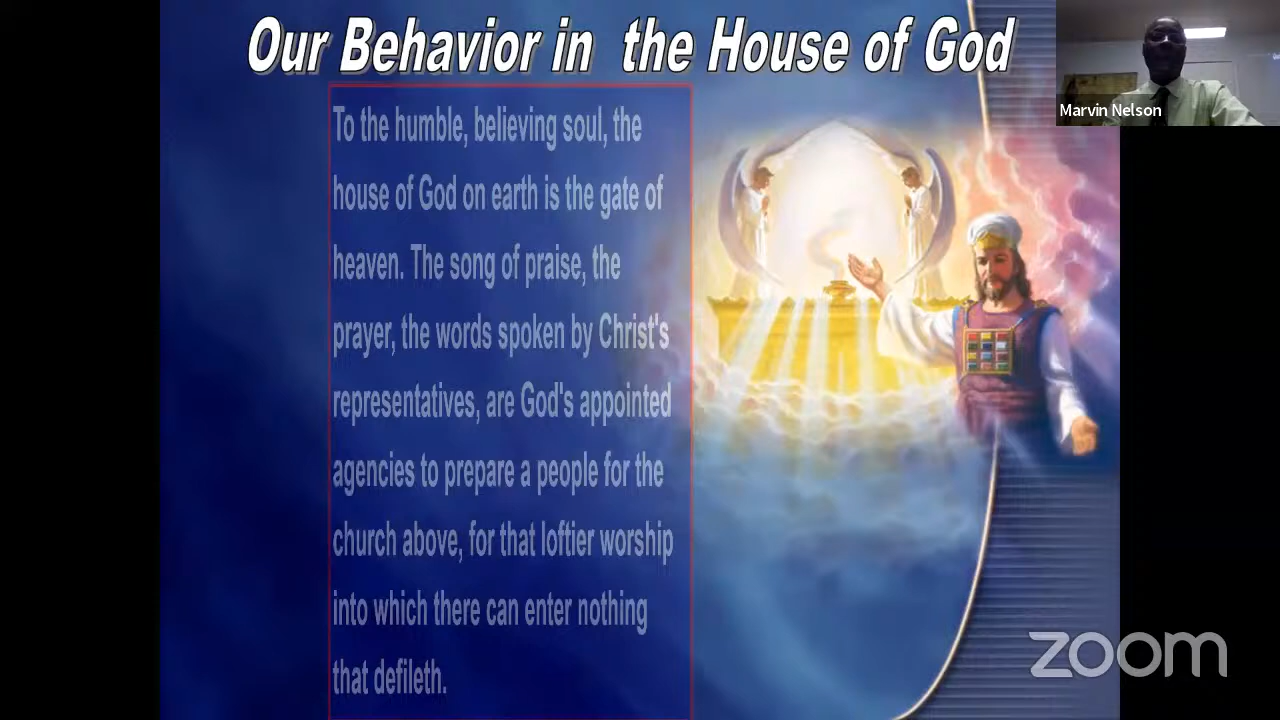 Our Behavior in the House of God
Marvin Nelson
To the humble, believing soul, the
house of God on earth is the gate of
heaven. The song of praise, the
prayer, the words spoken by Christ's
representatives, are God's appointed
agencies to prepare a people for the
church above, for that loftier worship
into which there can enter nothing
that defileth.
zoom